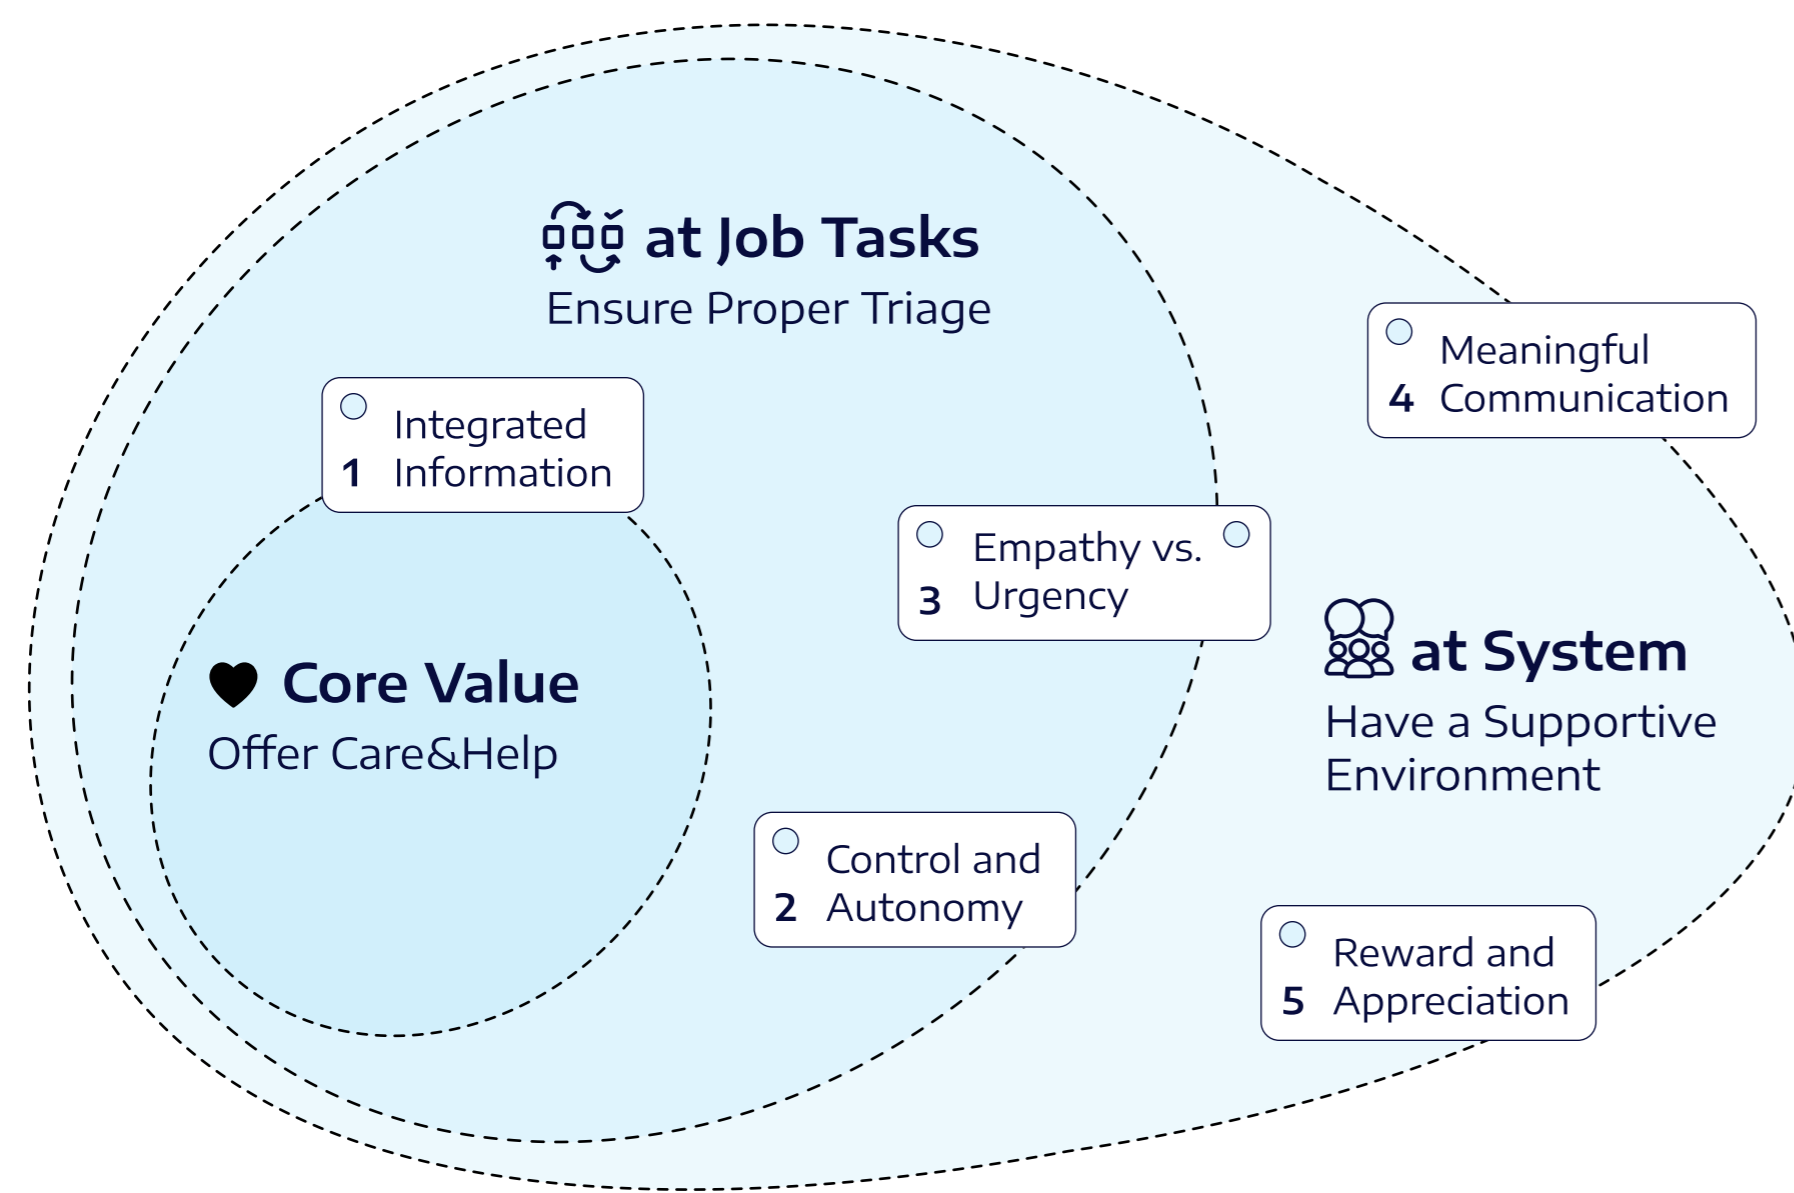 at Job Tasks
Ensure Proper Triage
1 Integrated
Information
Core Value
Offer Care&Help
3 Empathy vs.
Urgency
2 Control and
Autonomy
4 Meaningful
Communication
at System
Have a Supportive
Environment
5 Reward and
Appreciation